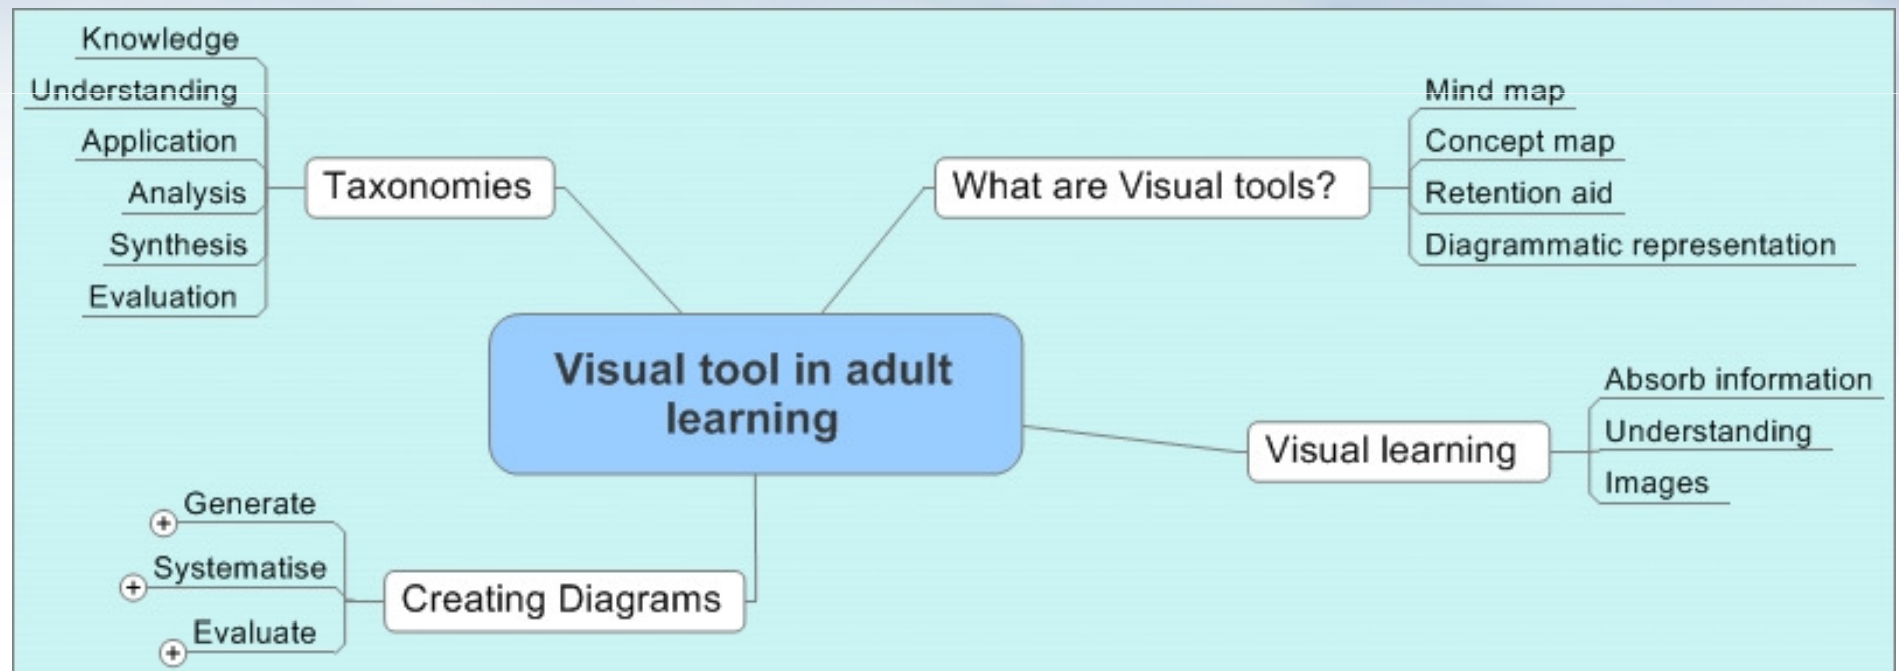 Knowledge
Understanding
Application
Analysis
Synthesis
Evaluation
Taxonomies
What are Visual tools?
Mind map
Concept map
Retention aid
Diagrammatic representation
Visual tool in adult
learning
Visual learning
Absorb information
Understanding
Images
Generate
Systematise
Evaluate
Creating Diagrams